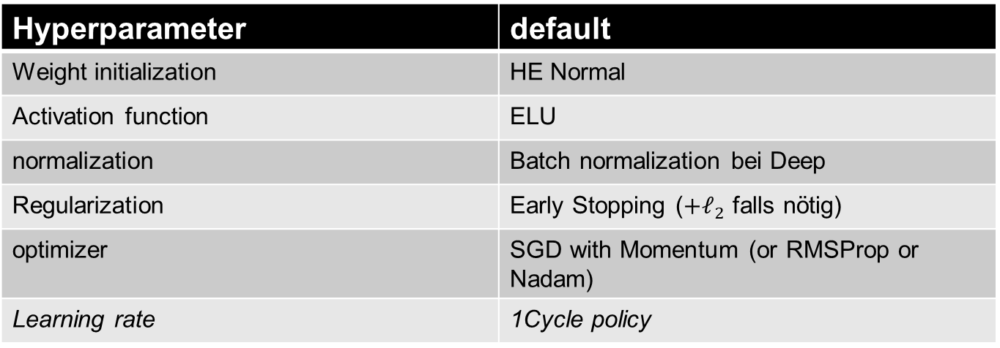 Hyperparameter default
Weight initialization HE Normal
Activation function ELU
normalization Batch normalization bei Deep
Regularization Early Stopping (+ℓ₂ falls nötig)
optimizer SGD with Momentum (or RMSProp or
Nadam)
Learning rate 1Cycle policy